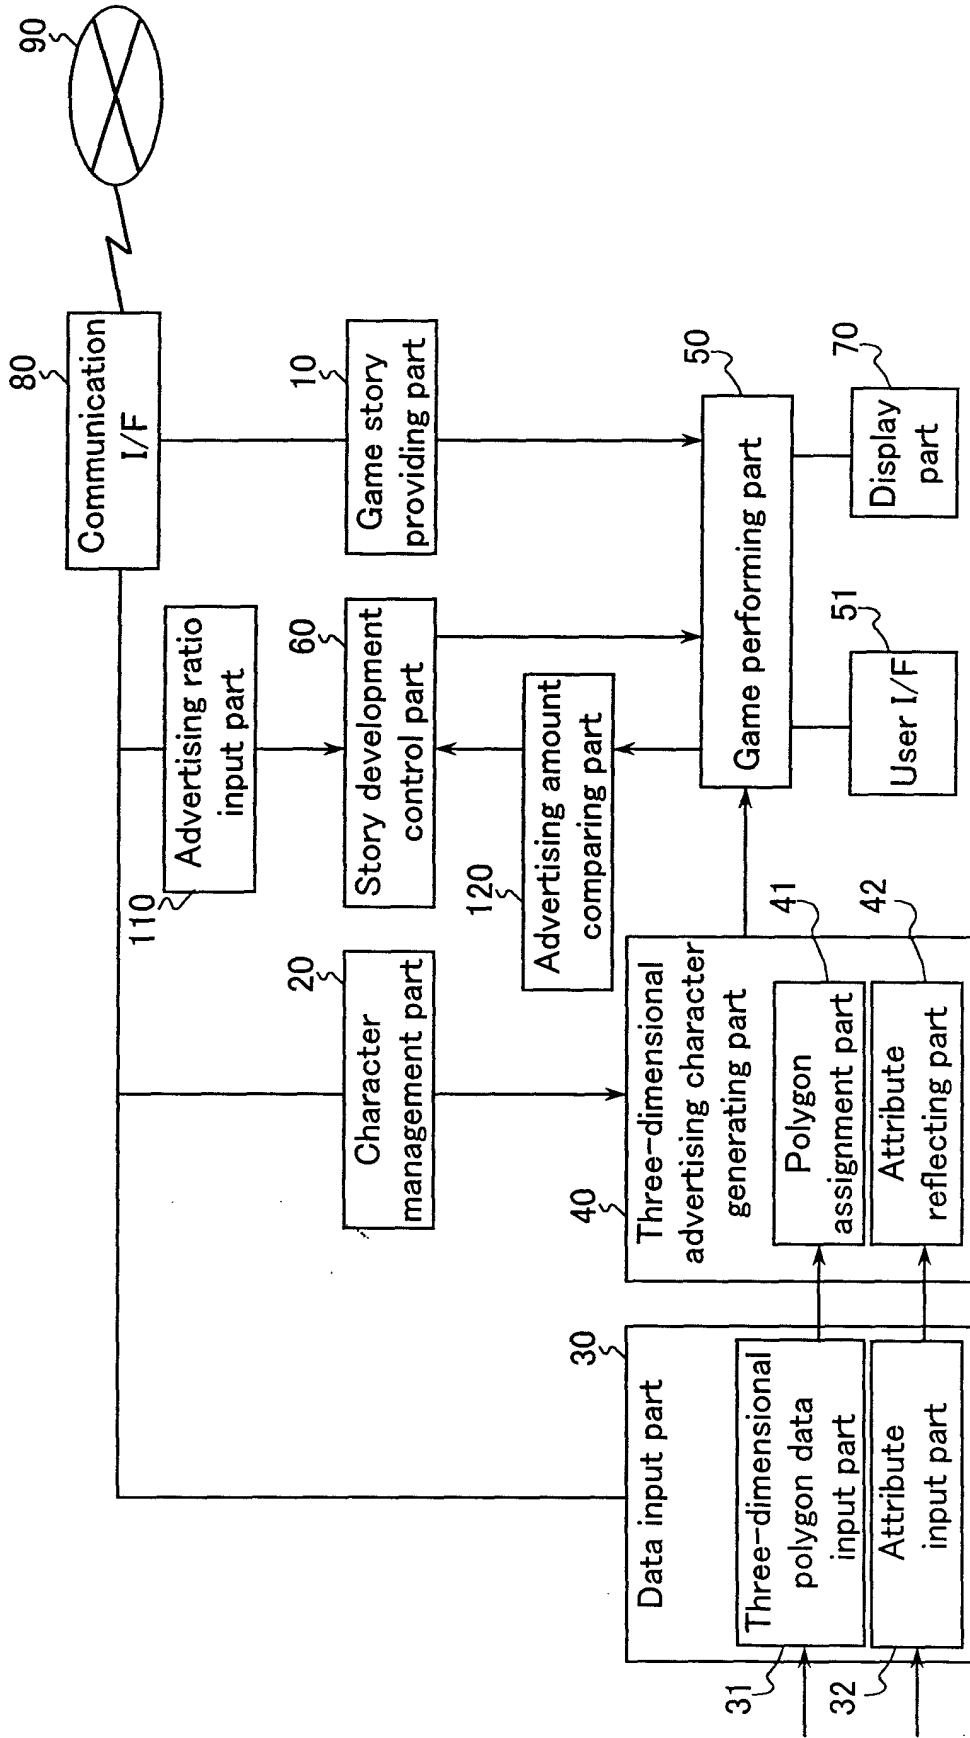 90
80
Communication
I/F
110
Advertising ratio
input part
10
Game story
providing part
60
Story development
control part
20
Character
management part
120
Advertising amount
comparing part
50
Game performing part
70
Display
part
51
User I/F
40
Three-dimensional
advertising character
generating part
41
Polygon
assignment part
42
Attribute
reflecting part
30
Data input part
31
Three-dimensional
polygon data
input part
32
Attribute
input part